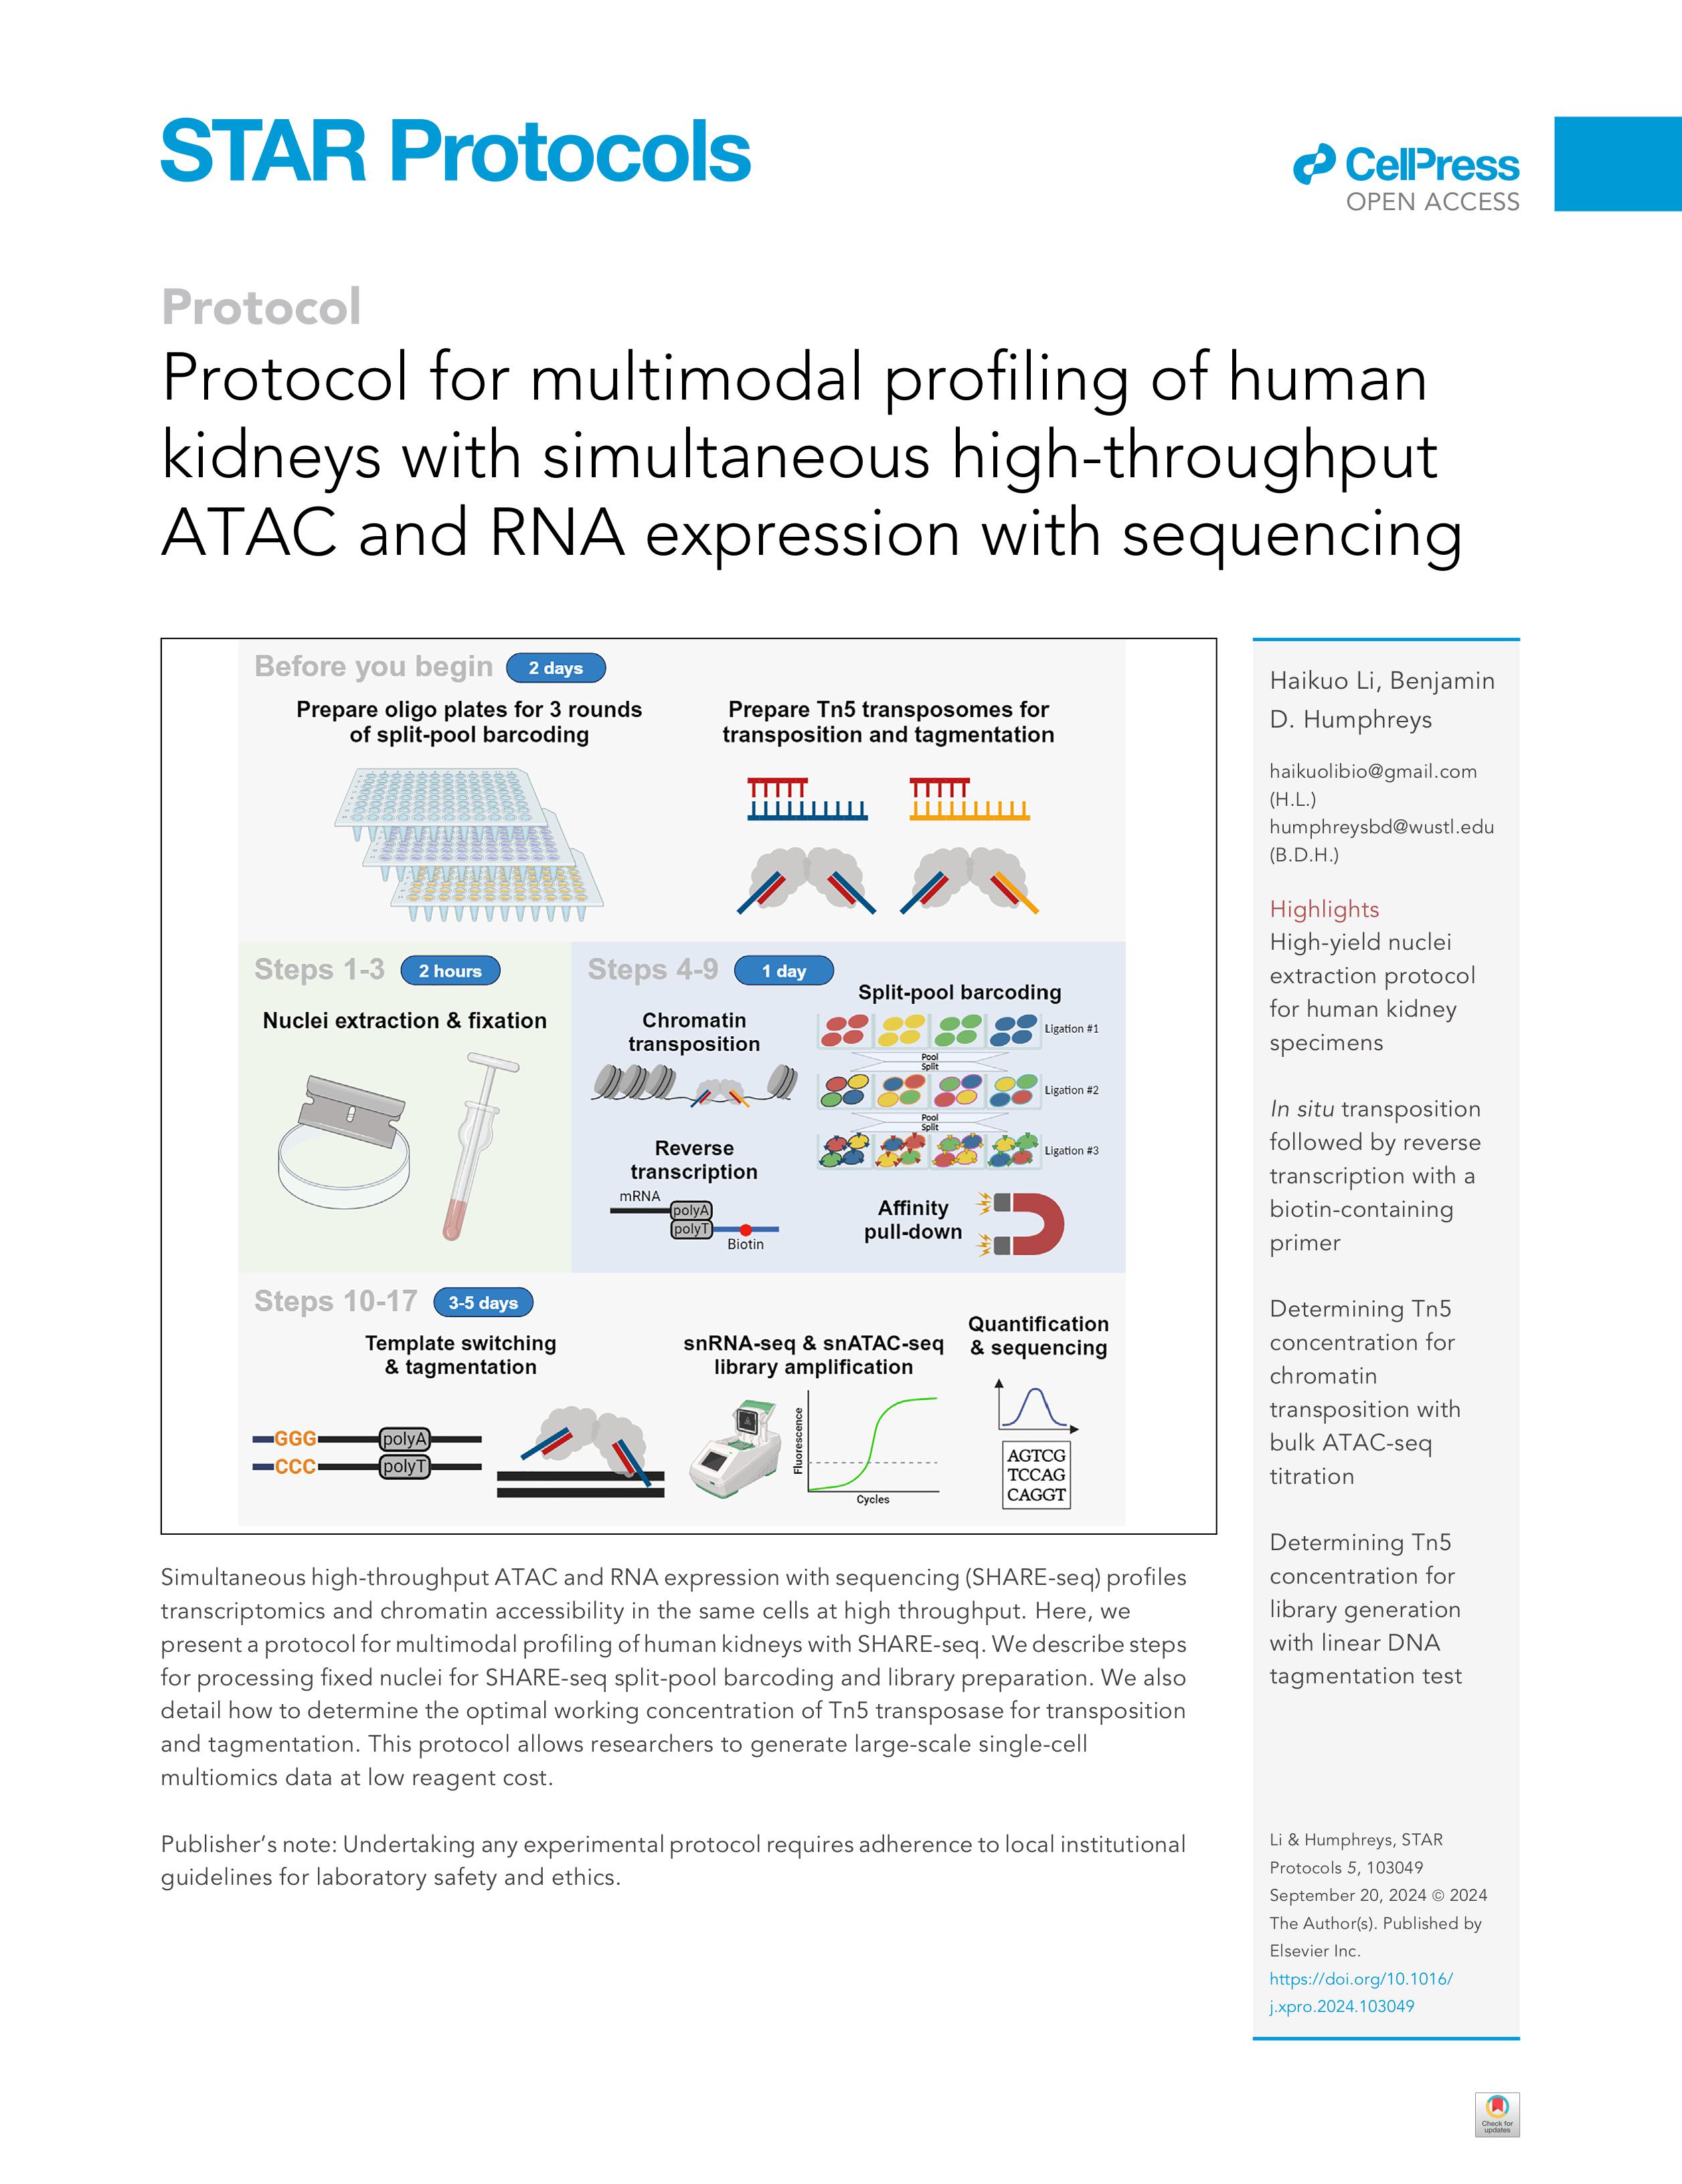 STAR Protocols
CellPress
OPEN ACCESS
Protocol
Protocol for multimodal profiling of human
kidneys with simultaneous high-throughput
ATAC and RNA expression with sequencing
Before you begin
2 days
Prepare oligo plates for 3 rounds
of split-pool barcoding
Prepare Tn5 transposomes for
transposition and tagmentation
Steps 1-3
2 hours
Nuclei extraction & fixation
Steps 4-9
1 day
Chromatin
transposition
Reverse
transcription
mRNA
polyA
polyT
Biotin
Split-pool barcoding
Ligation #1
Pool
Split
Ligation #2
Pool
Split
Ligation #3
Affinity
pull-down
Steps 10-17
3-5 days
Template switching
& tagmentation
GGG
polyA
CCC
polyT
snRNA-seq & snATAC-seq
library amplification
Fluorescence
Cycles
Quantification
& sequencing
AGTCG
TCCAG
CAGGT
Simultaneous high-throughput ATAC and RNA expression with sequencing (SHARE-seq) profiles
transcriptomics and chromatin accessibility in the same cells at high throughput. Here, we
present a protocol for multimodal profiling of human kidneys with SHARE-seq. We describe steps
for processing fixed nuclei for SHARE-seq split-pool barcoding and library preparation. We also
detail how to determine the optimal working concentration of Tn5 transposase for transposition
and tagmentation. This protocol allows researchers to generate large-scale single-cell
multiomics data at low reagent cost.
Publisher's note: Undertaking any experimental protocol requires adherence to local institutional
guidelines for laboratory safety and ethics.
Haikuo Li, Benjamin
D. Humphreys
haikuolibio@gmail.com
(H.L.)
humphreysbd@wustl.edu
(B.D.H.)
Highlights
High-yield nuclei
extraction protocol
for human kidney
specimens
In situ transposition
followed by reverse
transcription with a
biotin-containing
primer
Determining Tn5
concentration for
chromatin
transposition with
bulk ATAC-seq
titration
Determining Tn5
concentration for
library generation
with linear DNA
tagmentation test
Li & Humphreys, STAR
Protocols 5, 103049
September 20, 2024 © 2024
The Author(s). Published by
Elsevier Inc.
https://doi.org/10.1016/
j.xpro.2024.103049
Check for
updates